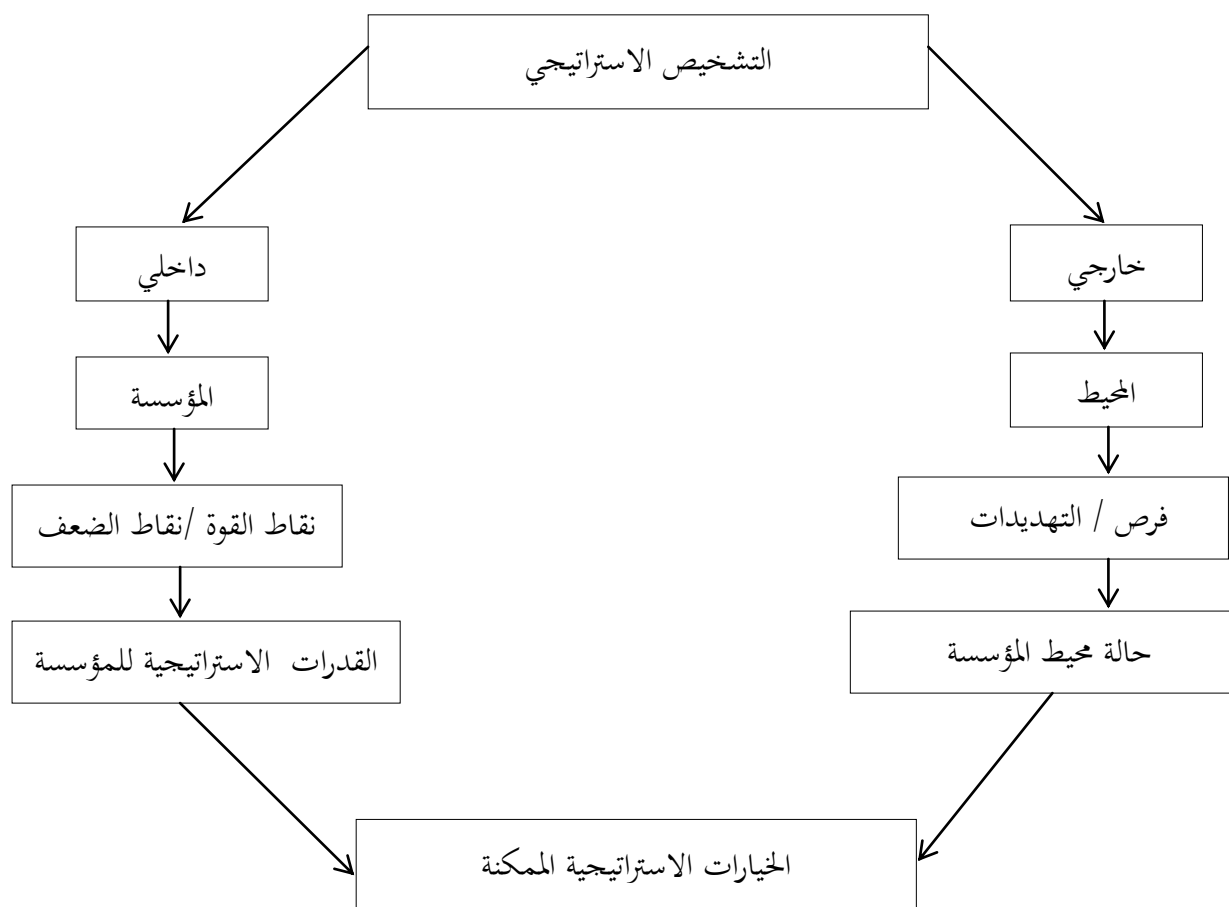 التشخيص الاستراتيجي
خارجي
داخلي
المحيط
المؤسسة
فرص / التهديدات
نقاط القوة /نقاط الضعف
حالة محيط المؤسسة
القدرات الاستراتيجية للمؤسسة
الخيارات الاستراتيجية الممكنة